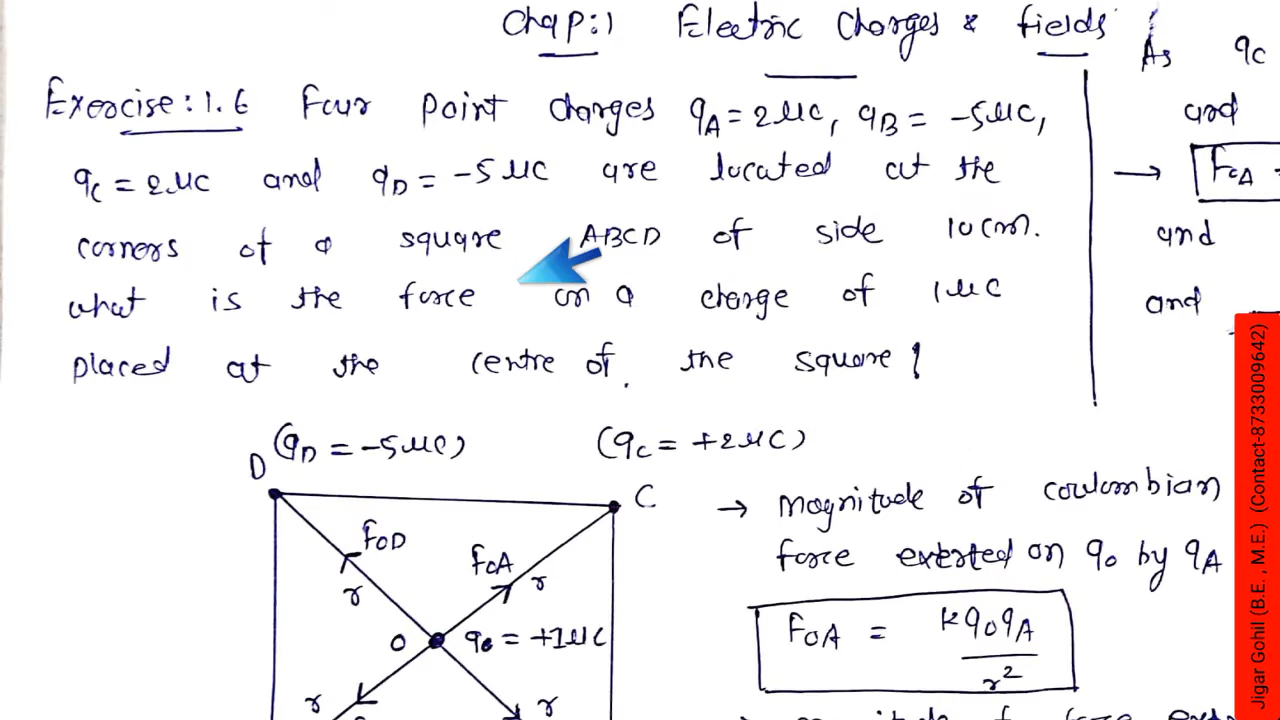 Chap:1 Electric Charges & fields
Exercise: 1.6 Four Point charges qA = 2μC, qB = -5μC,
qC = 2μC and qD = -5μC are located at the
corners of a square ABCD of side 10cm.
what is the force on a charge of 1μC
placed at the centre of the square?
As qC
and
→ FOA =
and
and
D (qD = -5μC) (qC = +2μC)
C
FOD
FOA
r
r
O q0 = +1μC
r
r
→ Magnitude of coulombian
force exerted on q0 by qA
FOA = kq0qA / r²
Jigar Gohil (B.E. , M.E.) (Contact-8733009642)